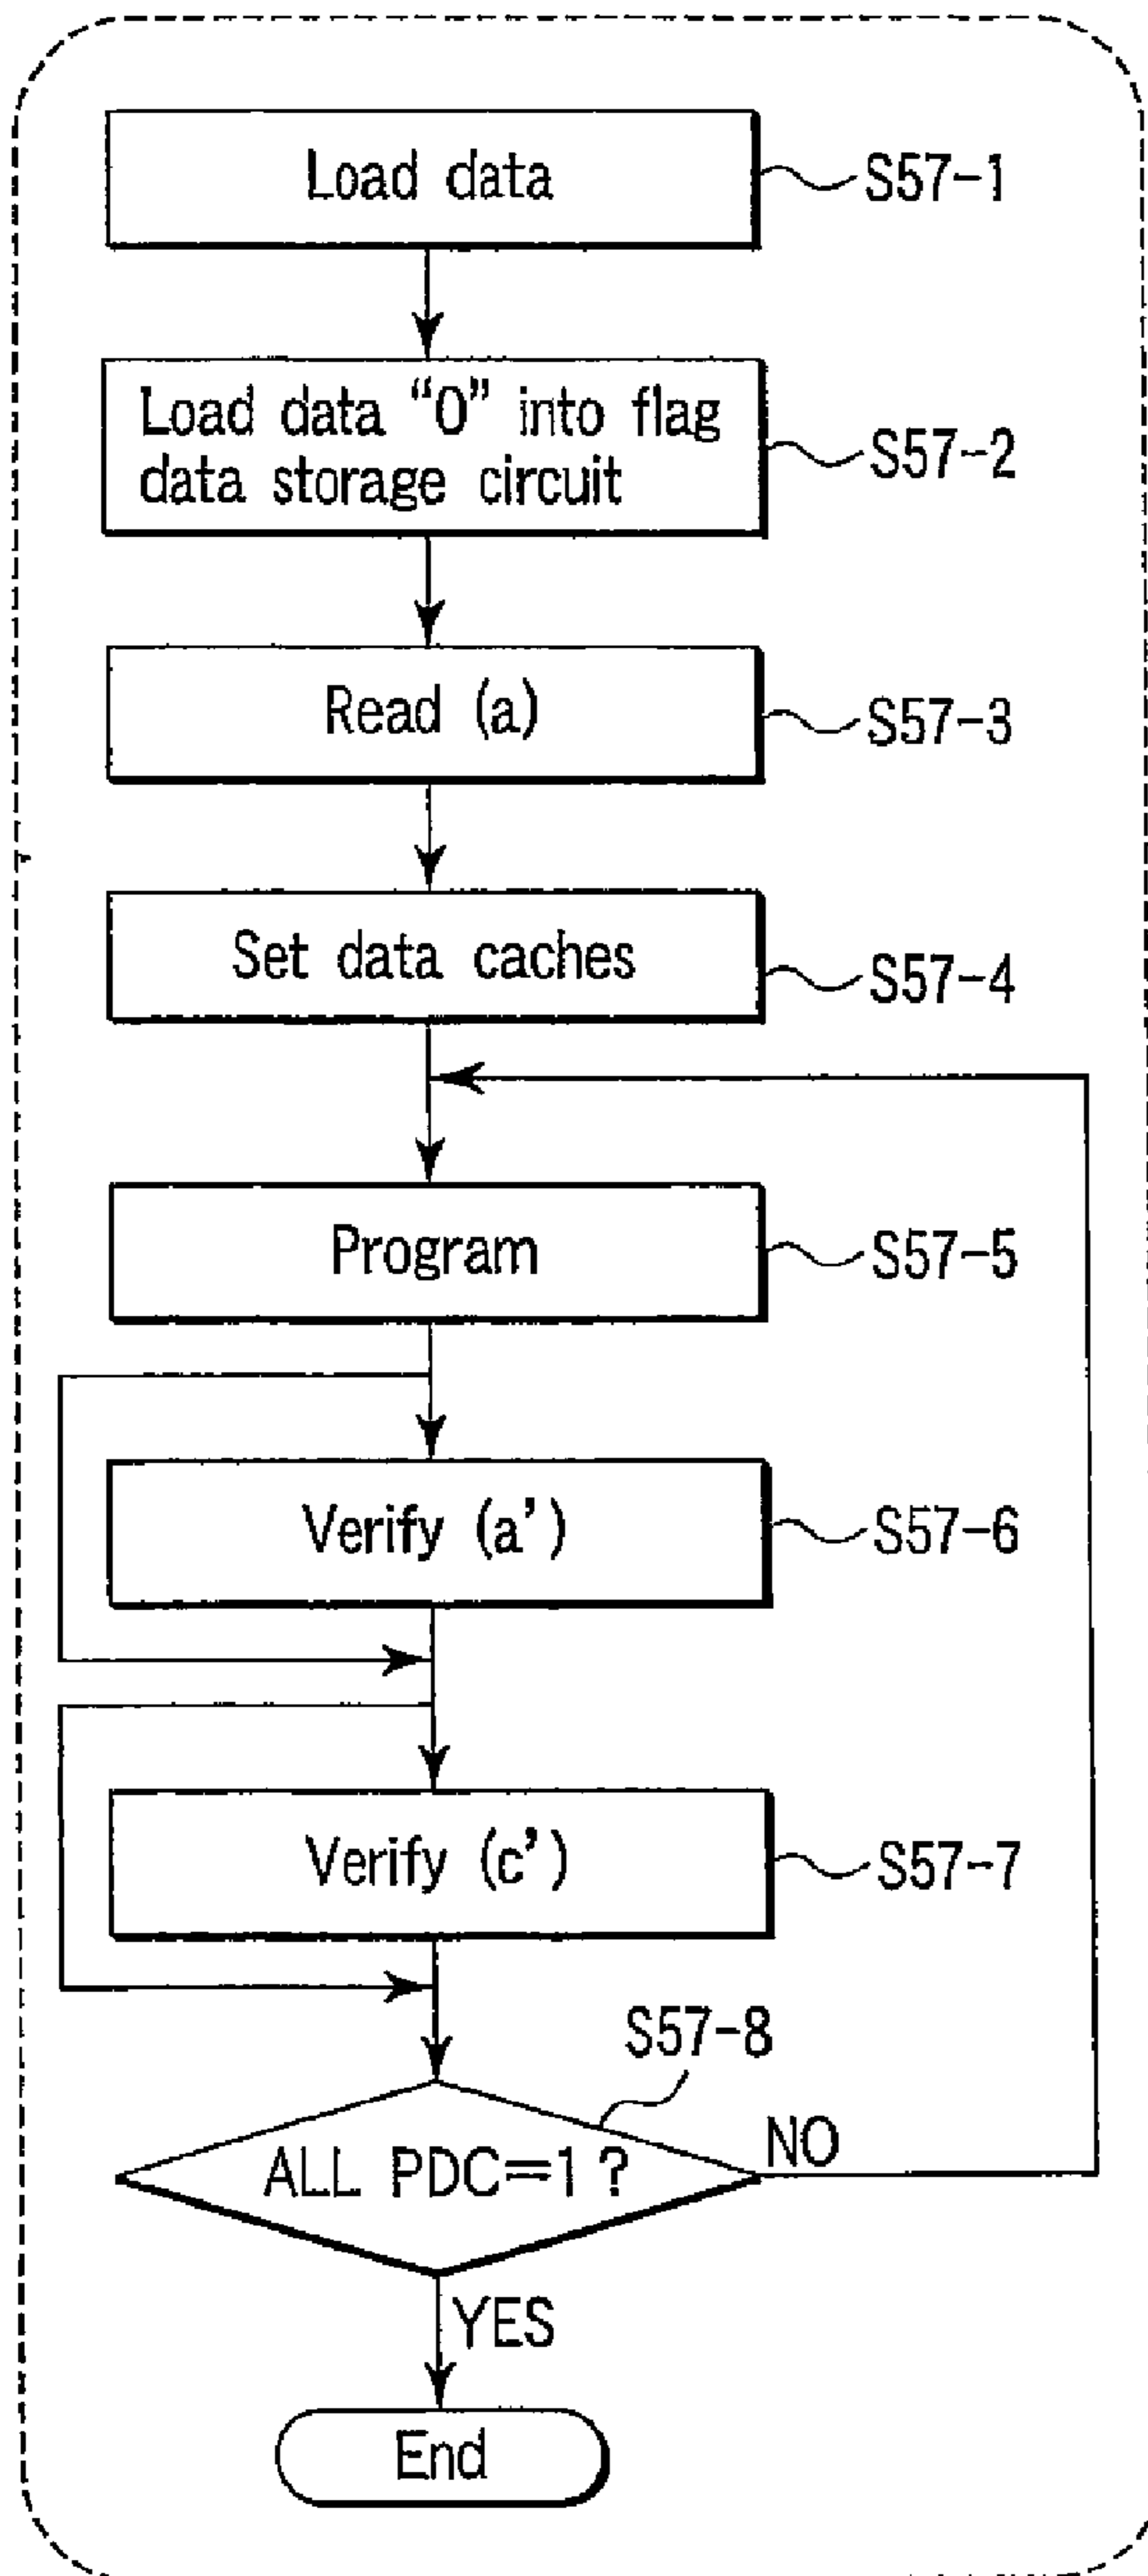 Load data
S57-1
Load data “0” into flag
data storage circuit
S57-2
Read (a)
S57-3
Set data caches
S57-4
Program
S57-5
Verify (a’)
S57-6
Verify (c’)
S57-7
S57-8
ALL PDC=1 ?
NO
YES
End